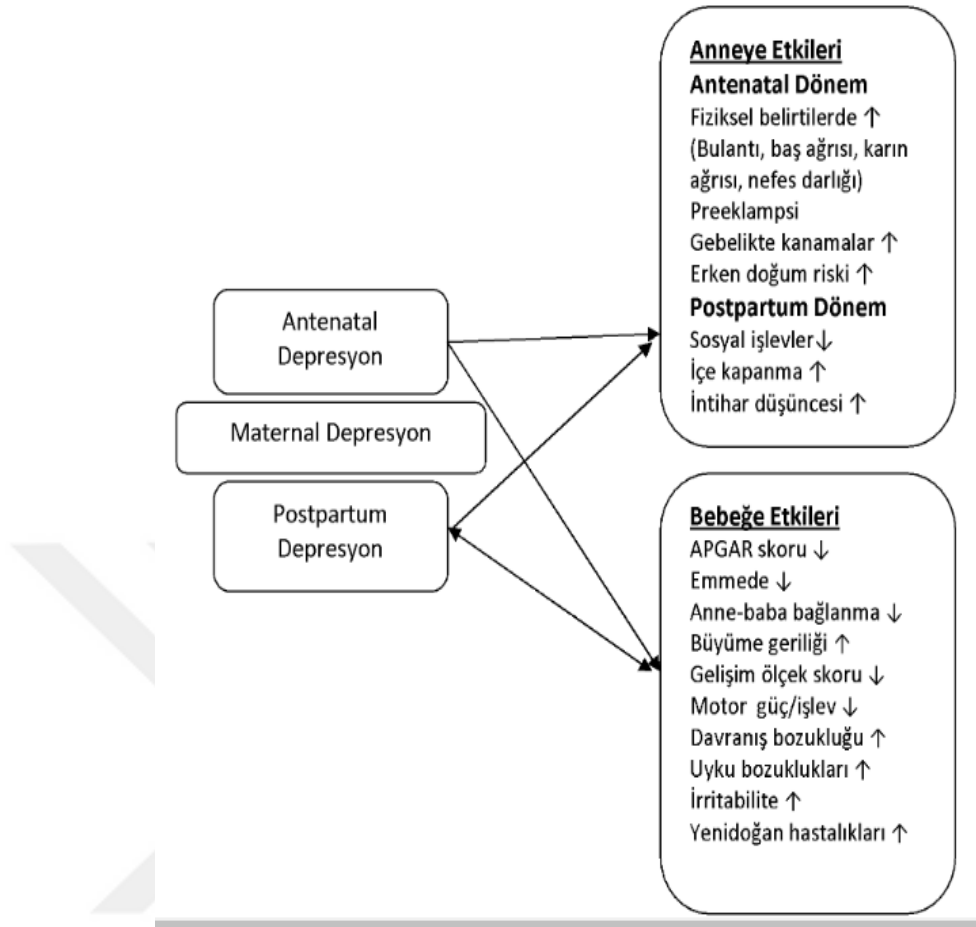 Antenatal
Depresyon
Maternal Depresyon
Postpartum
Depresyon
Anneye Etkileri
Antenatal Dönem
Fiziksel belirtilerde ↑
(Bulantı, baş ağrısı, karın
ağrısı, nefes darlığı)
Preeklampsi
Gebelikte kanamalar ↑
Erken doğum riski ↑
Postpartum Dönem
Sosyal işlevler↓
İçe kapanma ↑
İntihar düşüncesi ↑
Bebeğe Etkileri
APGAR skoru ↓
Emmede ↓
Anne-baba bağlanma ↓
Büyüme geriliği ↑
Gelişim ölçek skoru ↓
Motor güç/işlev ↓
Davranış bozukluğu ↑
Uyku bozuklukları ↑
İrritabilite ↑
Yenidoğan hastalıkları ↑